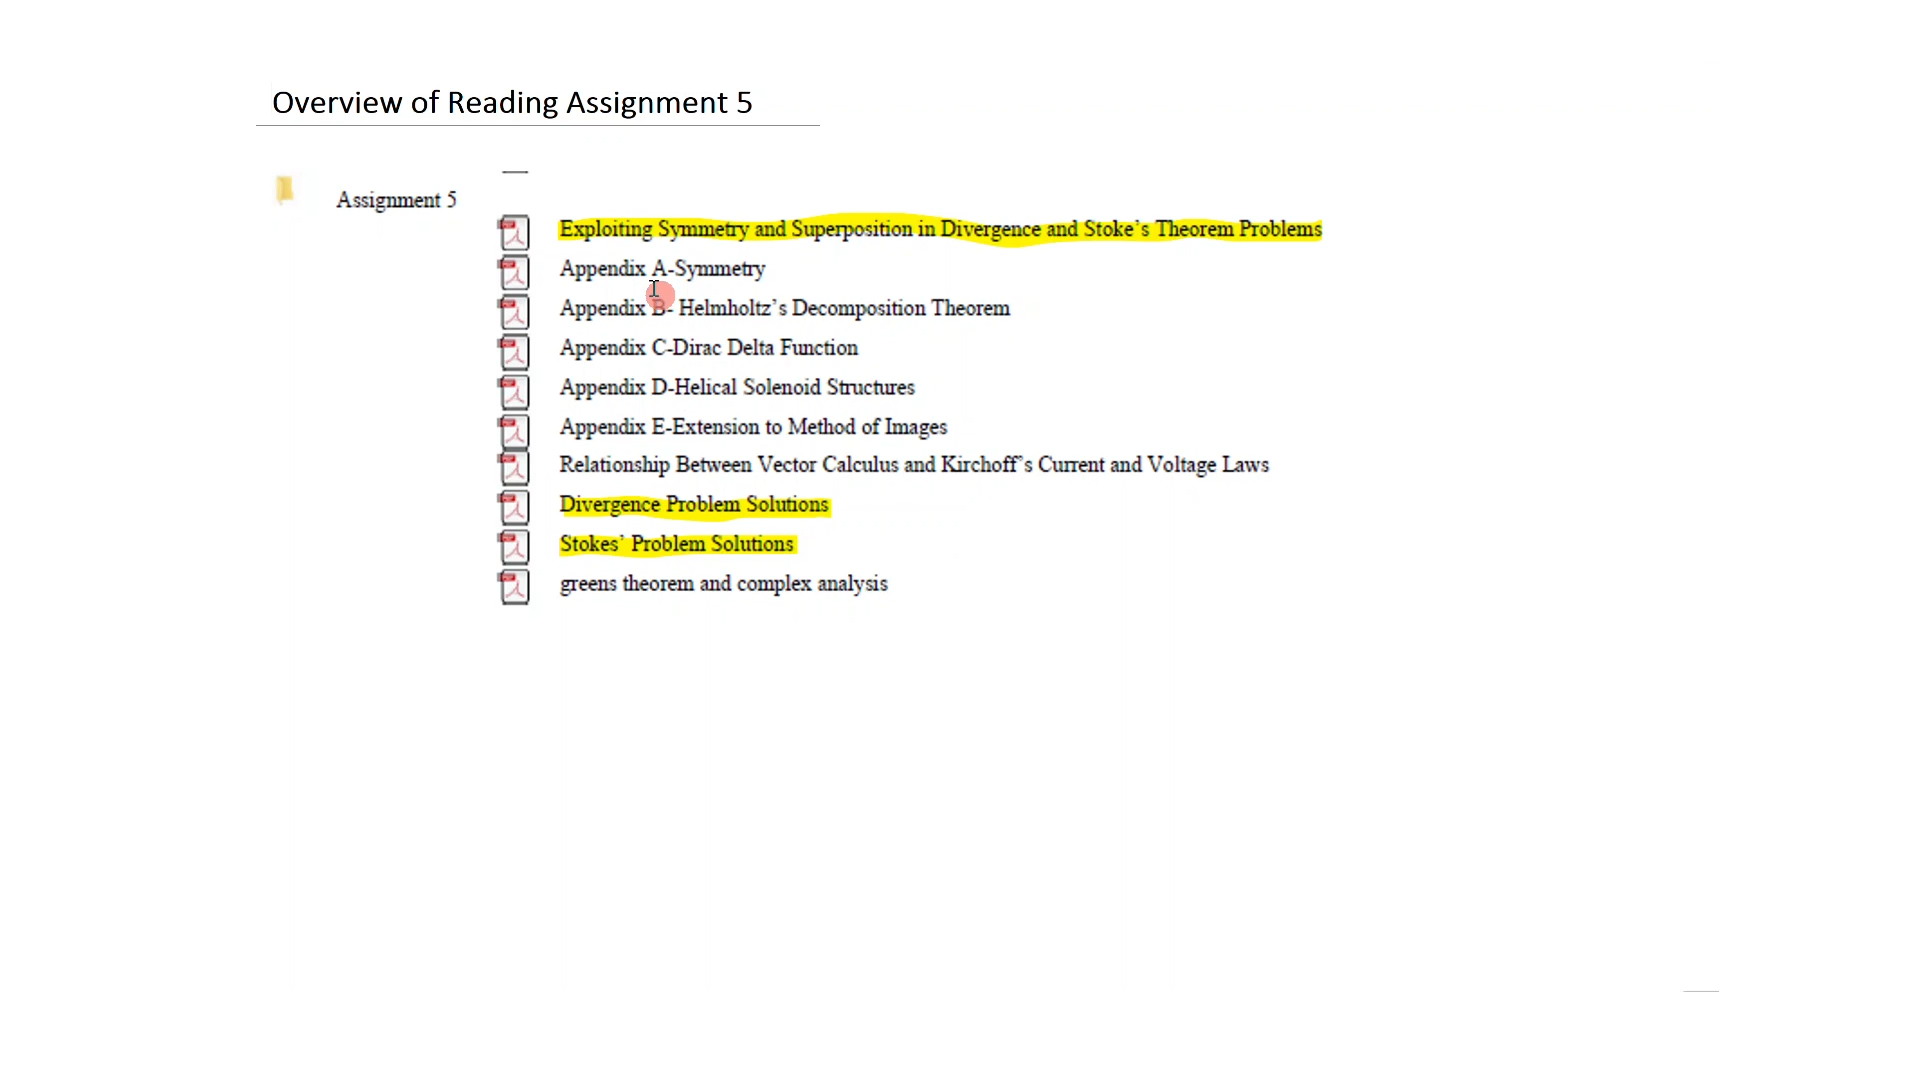 Overview of Reading Assignment 5
Assignment 5
Exploiting Symmetry and Superposition in Divergence and Stoke’s Theorem Problems
Appendix A-Symmetry
Appendix B- Helmholtz’s Decomposition Theorem
Appendix C-Dirac Delta Function
Appendix D-Helical Solenoid Structures
Appendix E-Extension to Method of Images
Relationship Between Vector Calculus and Kirchoff’s Current and Voltage Laws
Divergence Problem Solutions
Stokes’ Problem Solutions
greens theorem and complex analysis